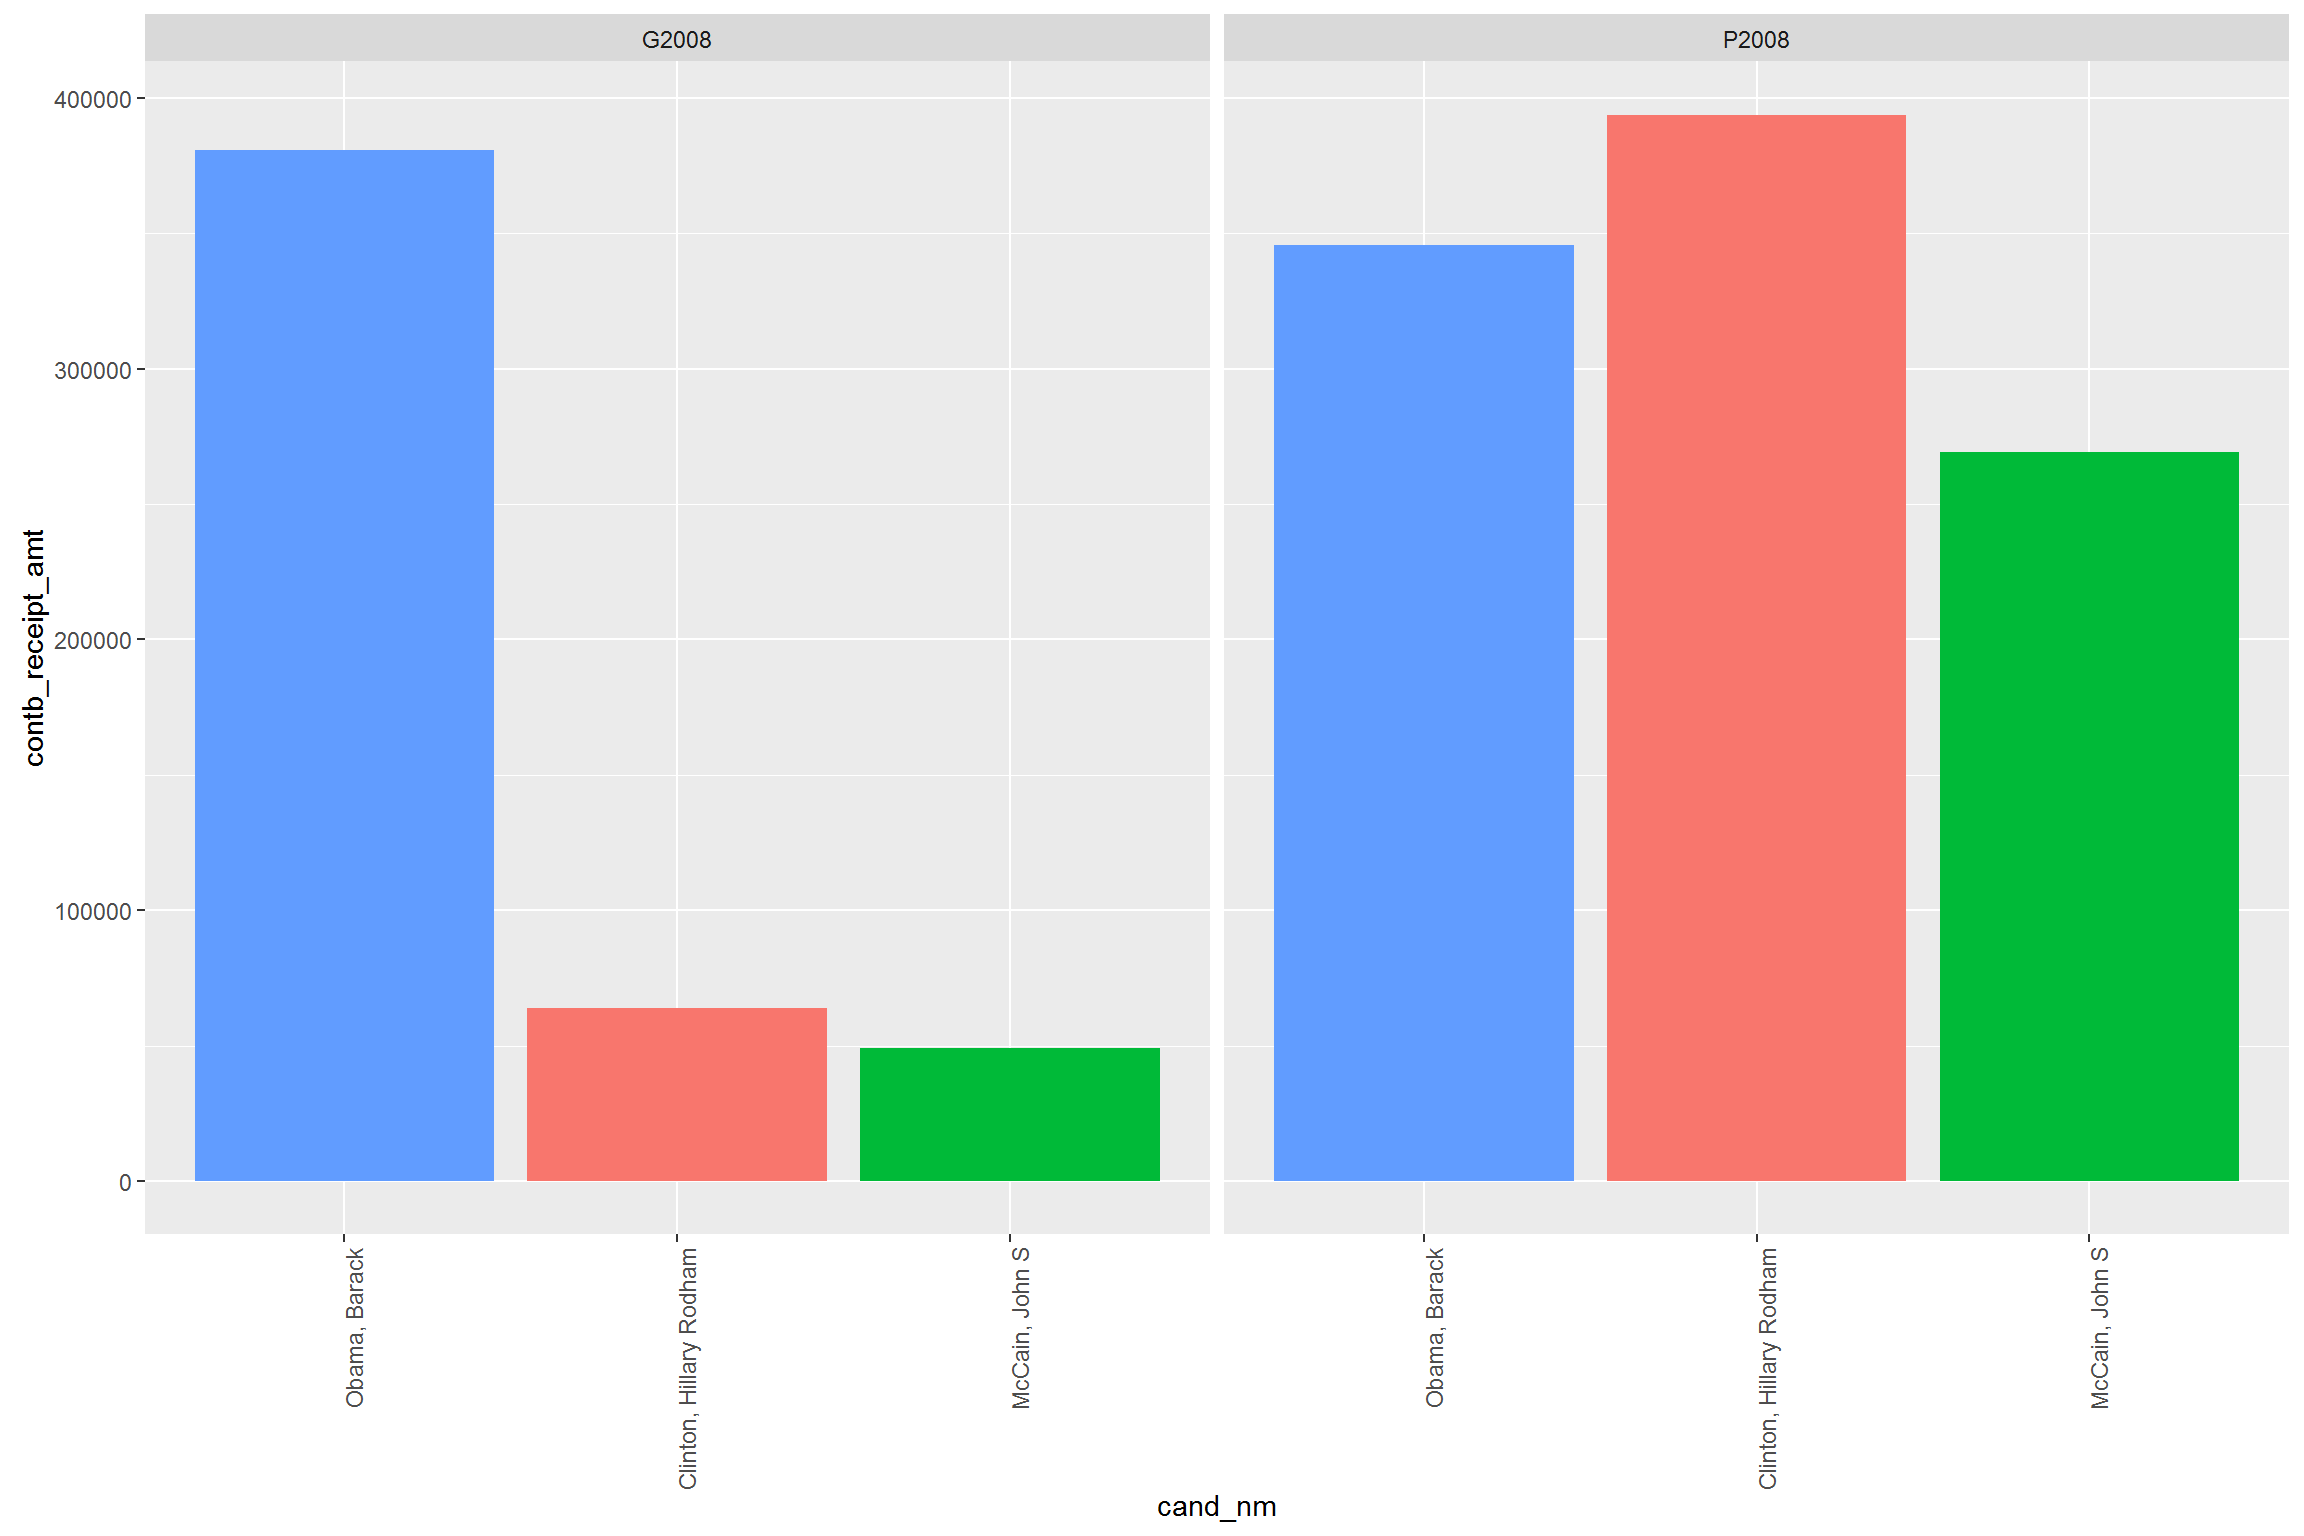 G2008
P2008
400000
300000
200000
100000
0
contb_receipt_amt
Obama, Barack
Clinton, Hillary Rodham
McCain, John S
Obama, Barack
Clinton, Hillary Rodham
McCain, John S
cand_nm